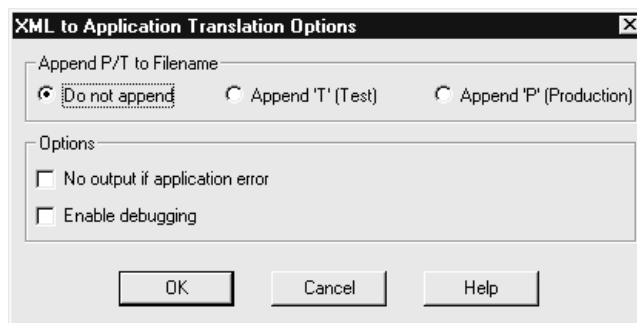 XML to Application Translation Options
Append P/T to Filename
Do not append Append 'T' (Test) Append 'P' (Production)
Options
No output if application error
Enable debugging
OK Cancel Help